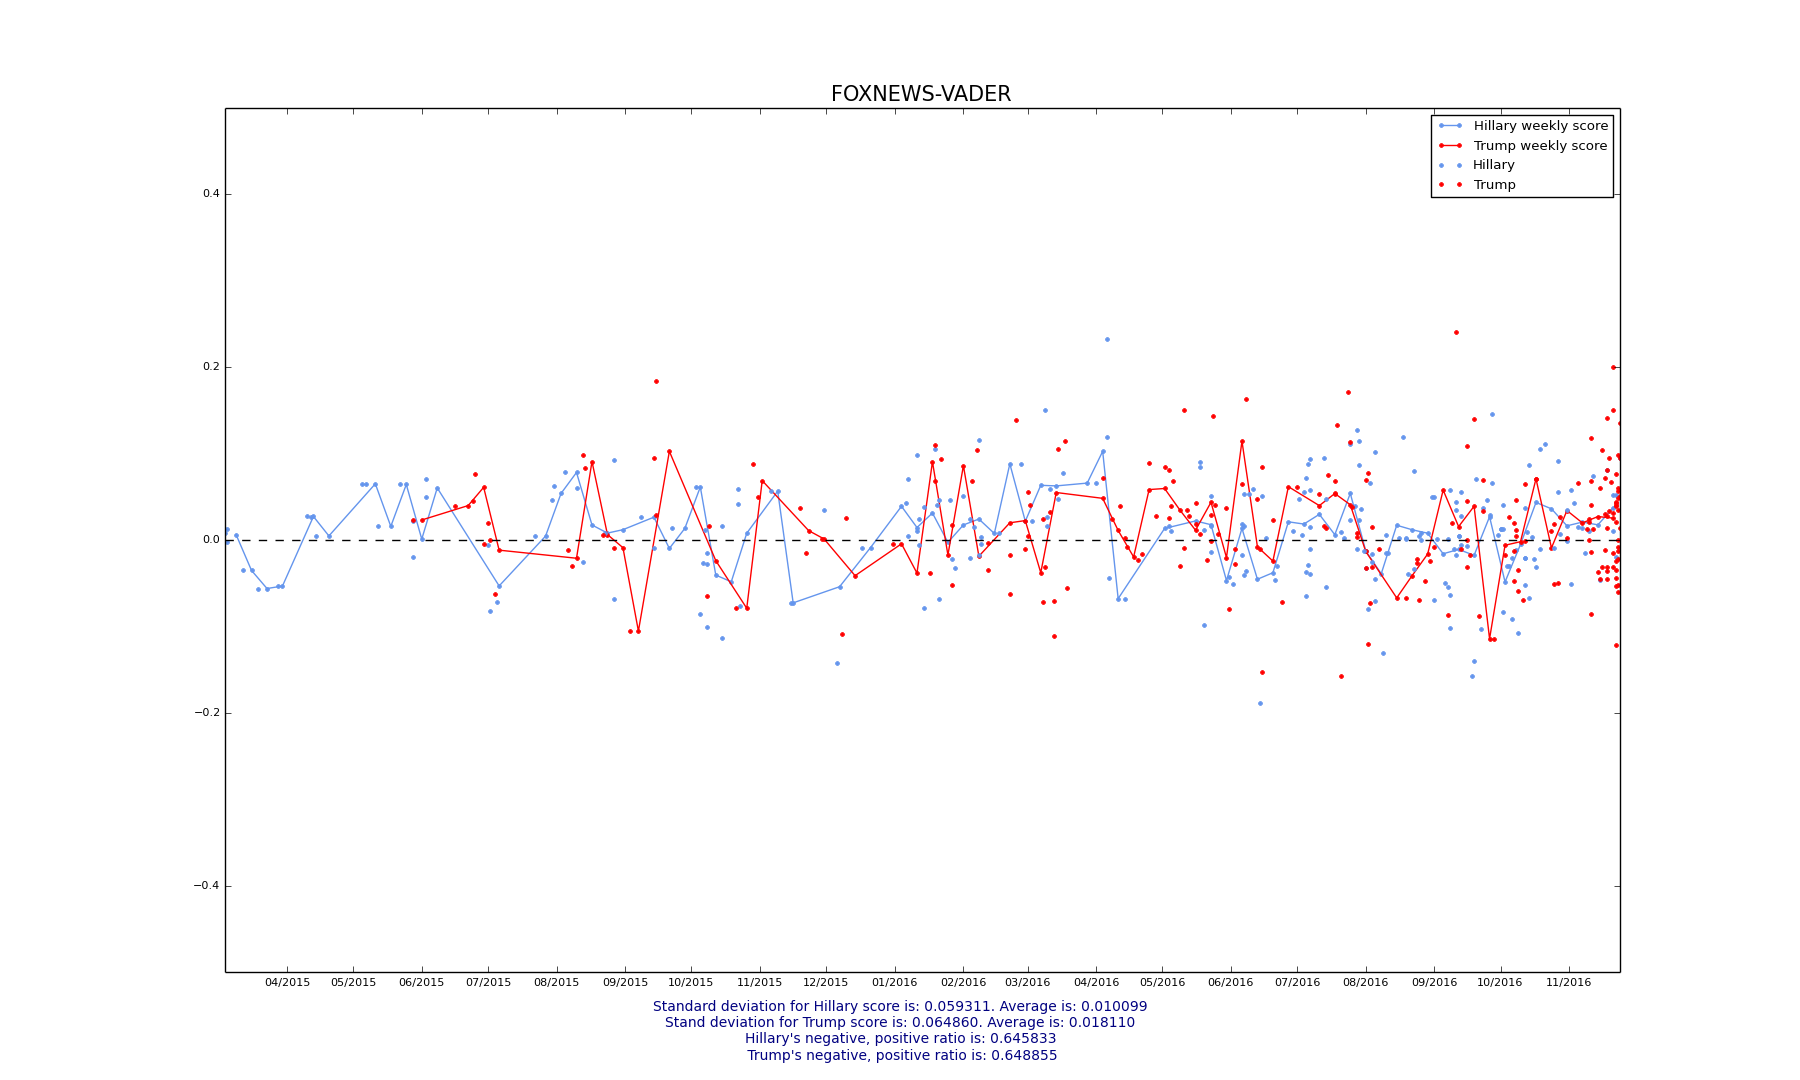 FOXNEWS-VADER
Hillary weekly score
Trump weekly score
Hillary
Trump
0.4
0.2
0.0
−0.2
−0.4
04/2015 05/2015 06/2015 07/2015 08/2015 09/2015 10/2015 11/2015 12/2015 01/2016 02/2016 03/2016 04/2016 05/2016 06/2016 07/2016 08/2016 09/2016 10/2016 11/2016
Standard deviation for Hillary score is: 0.059311. Average is: 0.010099
Stand deviation for Trump score is: 0.064860. Average is: 0.018110
Hillary's negative, positive ratio is: 0.645833
Trump's negative, positive ratio is: 0.648855